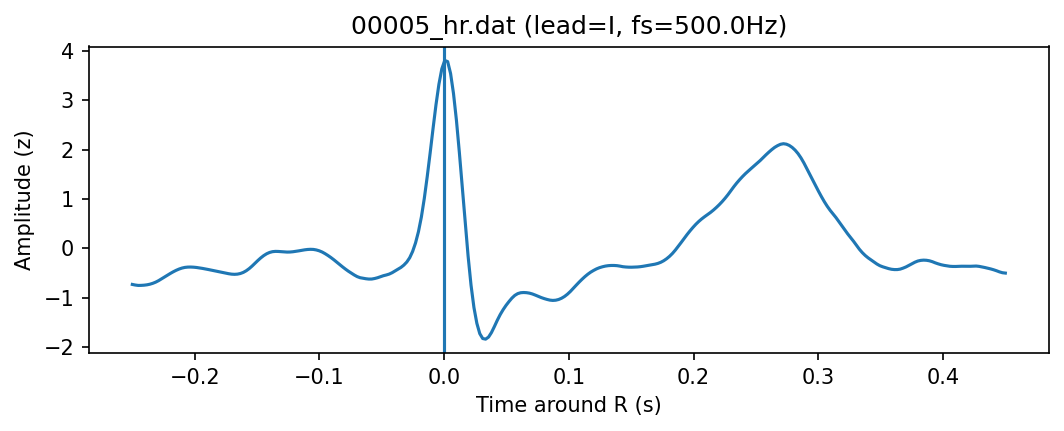 00005_hr.dat (lead=I, fs=500.0Hz)
Amplitude (z)
4
3
2
1
0
−1
−2
−0.2 −0.1 0.0 0.1 0.2 0.3 0.4
Time around R (s)